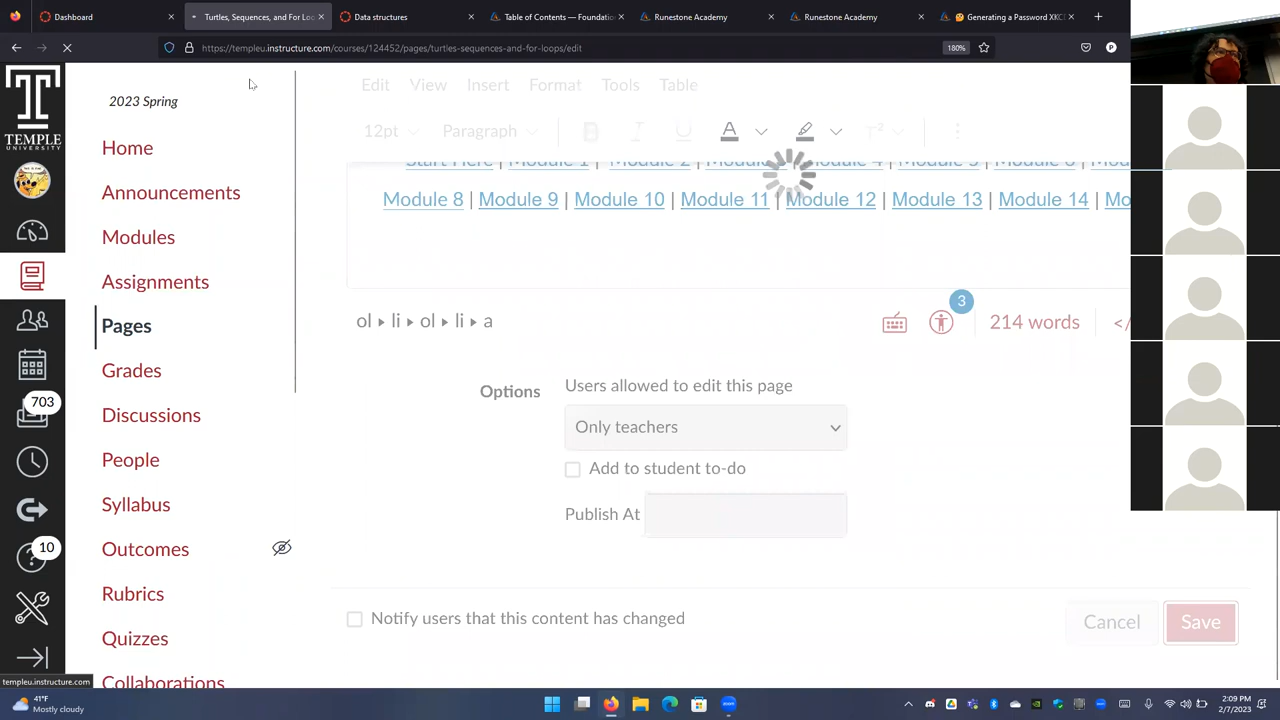 Dashboard
Turtles, Sequences, and For Lo
Data structures
Table of Contents — Foundatio
Runestone Academy
Runestone Academy
Generating a Password XKC
https://templeu.instructure.com/courses/124452/pages/turtles-sequences-and-for-loops/edit
180%
TEMPLE
UNIVERSITY
703
10
2023 Spring
Home
Announcements
Modules
Assignments
Pages
Grades
Discussions
People
Syllabus
Outcomes
Rubrics
Quizzes
Collaborations
Edit View Insert Format Tools Table
12pt Paragraph B I U A T²
Start Here | Module 1 | Module 2 | Module 4 | Module 5 | Module 6 | Mod
Module 8 | Module 9 | Module 10 | Module 11 | Module 12 | Module 13 | Module 14 | Mo
ol li ol li a
3
214 words
</
Options
Users allowed to edit this page
Only teachers
Add to student to-do
Publish At
Notify users that this content has changed
Cancel
Save
templeu.instructure.com
41°F
Mostly cloudy
2:09 PM
2/7/2023